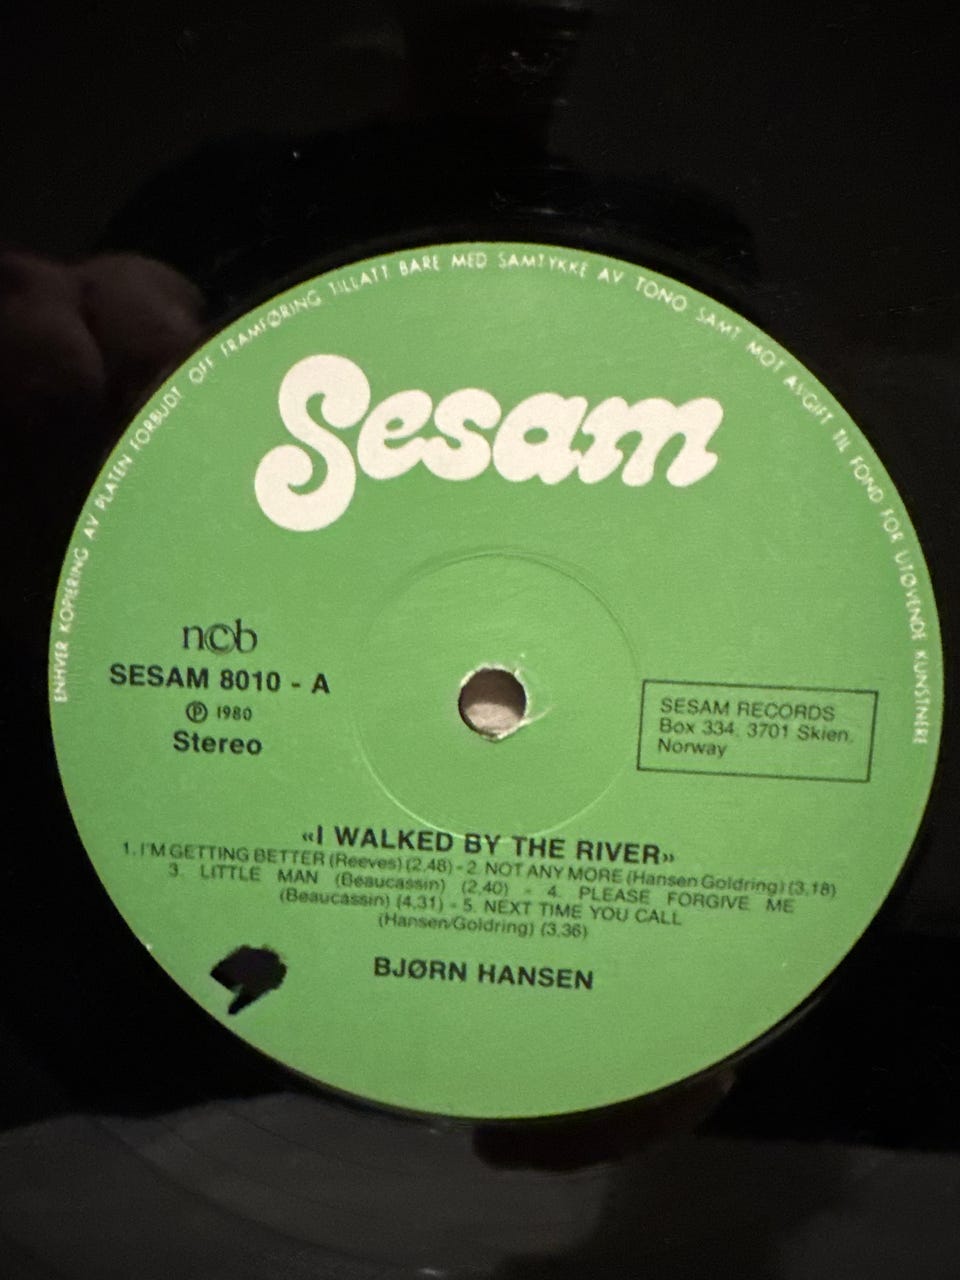 ENHVER KOPIERING AV PLATEN FORBUDT OFF FRAMFØRING TILLATT BARE MED SAMTYKKE AV TONO SAMT MOT AVGIFT TIL FOND FOR UTØVENDE KUNSTNERE
Sesam
n©b
SESAM 8010 - A
℗ 1980
Stereo
SESAM RECORDS
Box 334, 3701 Skien,
Norway
«I WALKED BY THE RIVER»
1. I'M GETTING BETTER (Reeves) (2.48) - 2. NOT ANY MORE (Hansen Goldring) (3.18)
3. LITTLE MAN (Beaucassin) (2.40) - 4. PLEASE FORGIVE ME
(Beaucassin) (4.31) - 5. NEXT TIME YOU CALL
(Hansen/Goldring) (3.36)
BJØRN HANSEN